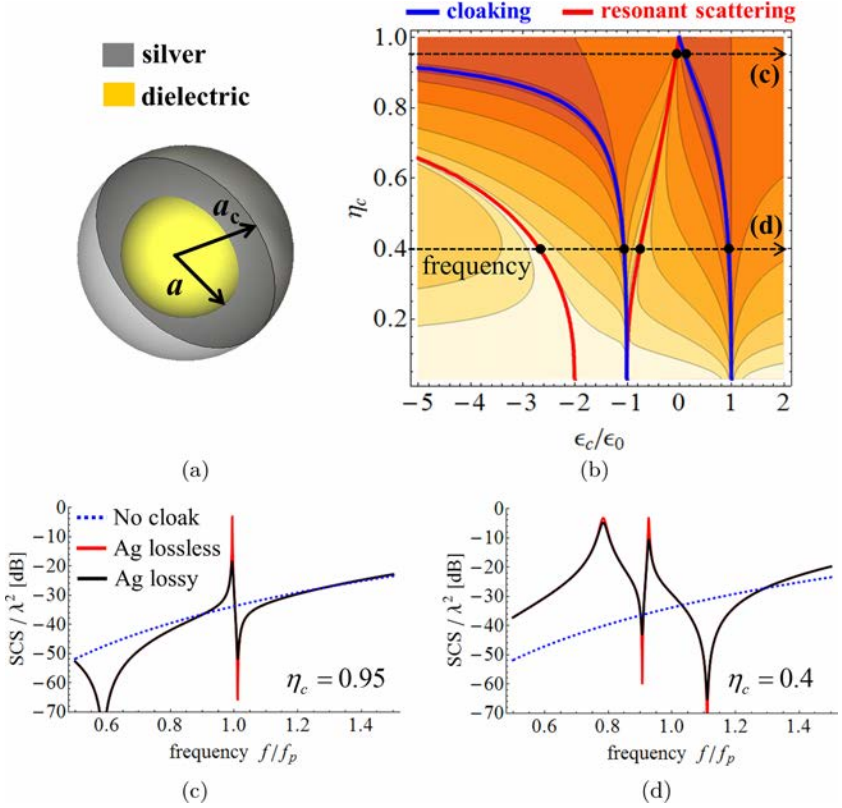 silver
dielectric
a_c
a
(a)
cloaking resonant scattering
η_c
1.0
0.8
0.6
0.4
0.2
(c)
(d)
frequency
−5 −4 −3 −2 −1 0 1 2
ϵ_c/ϵ_0
(b)
SCS / λ² [dB]
0
−10
−20
−30
−40
−50
−60
−70
No cloak
Ag lossless
Ag lossy
η_c = 0.95
0.6 0.8 1.0 1.2 1.4
frequency f/f_p
(c)
SCS / λ² [dB]
0
−10
−20
−30
−40
−50
−60
−70
η_c = 0.4
0.6 0.8 1.0 1.2 1.4
frequency f/f_p
(d)